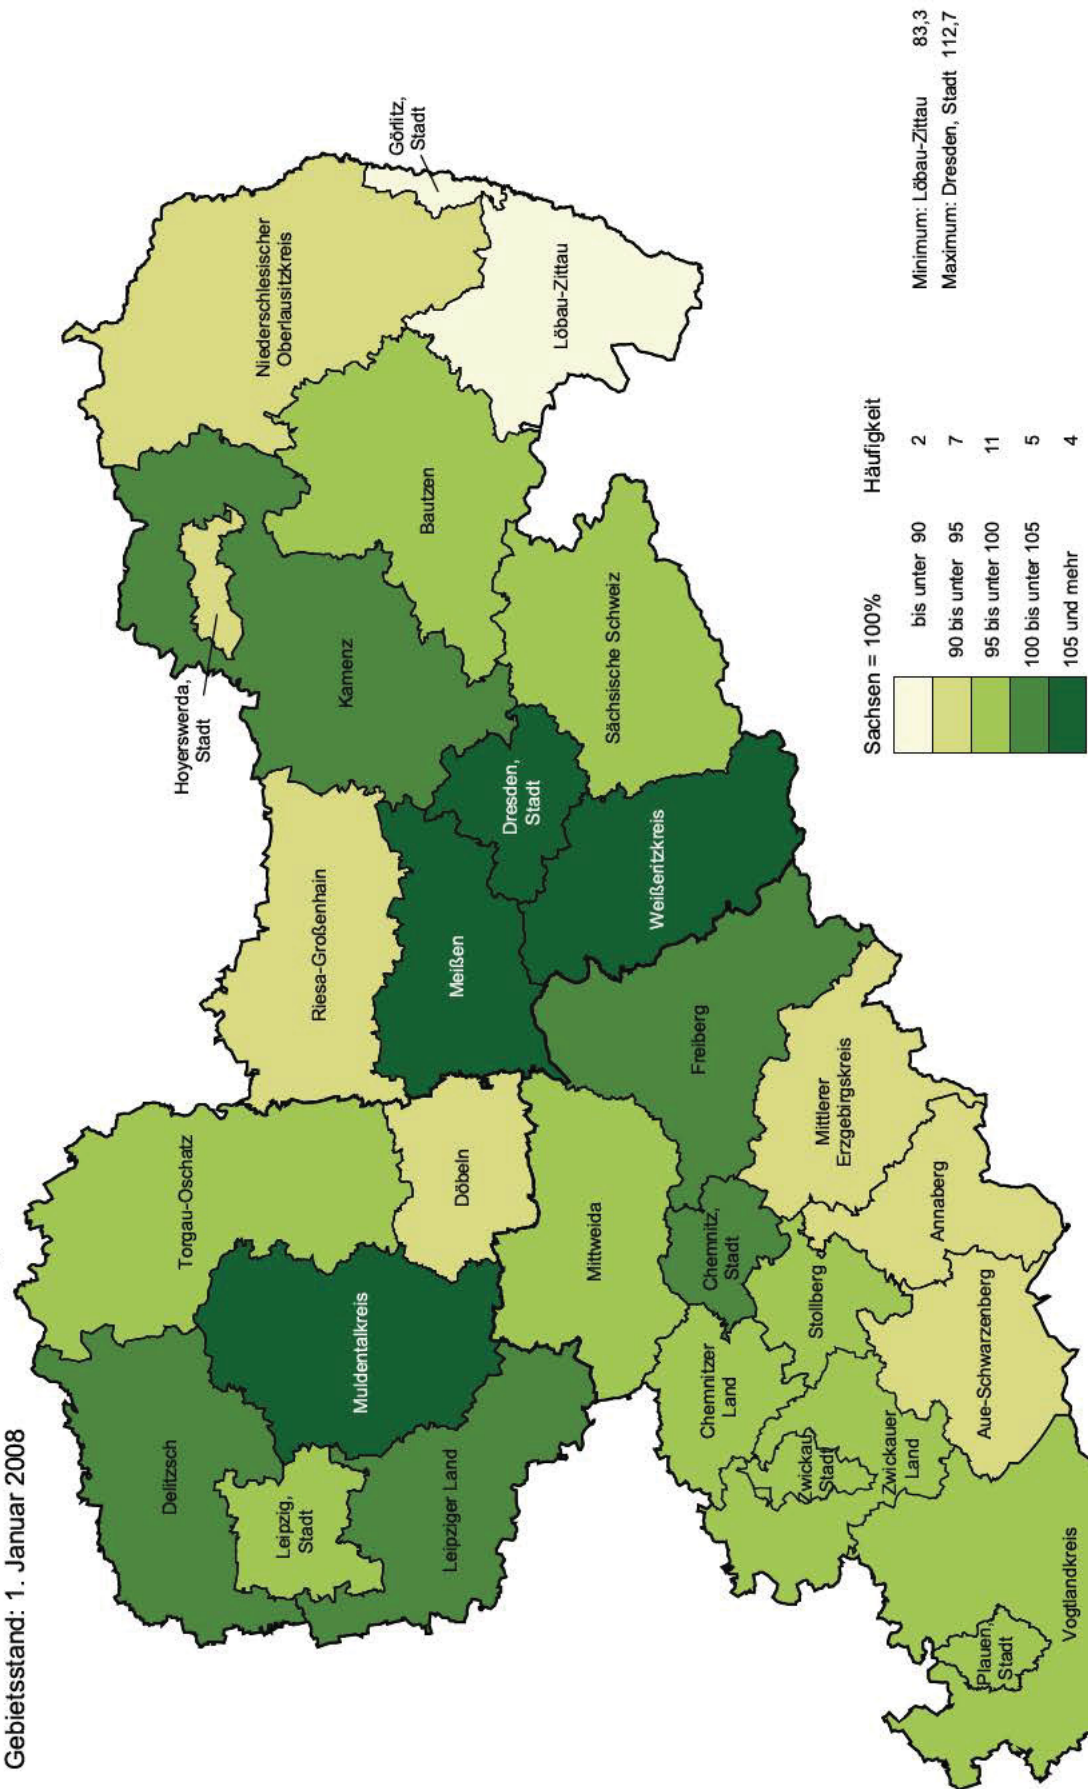 Gebietsstand: 1. Januar 2008
Delitzsch
Torgau-Oschatz
Leipzig,
Stadt
Muldentalkreis
Leipziger Land
Döbeln
Riesa-Großenhain
Meißen
Hoyerswerda,
Stadt
Kamenz
Niederschlesischer
Oberlausitzkreis
Görlitz,
Stadt
Bautzen
Löbau-Zittau
Dresden,
Stadt
Sächsische Schweiz
Weißeritzkreis
Mittweida
Freiberg
Chemnitz,
Stadt
Chemnitzer
Land
Stollberg
Mittlerer
Erzgebirgskreis
Annaberg
Zwickau,
Stadt
Zwickauer
Land
Aue-Schwarzenberg
Plauen,
Stadt
Vogtlandkreis
Sachsen = 100% Häufigkeit
bis unter 90 2
90 bis unter 95 7
95 bis unter 100 11
100 bis unter 105 5
105 und mehr 4
Minimum: Löbau-Zittau 83,3
Maximum: Dresden, Stadt 112,7